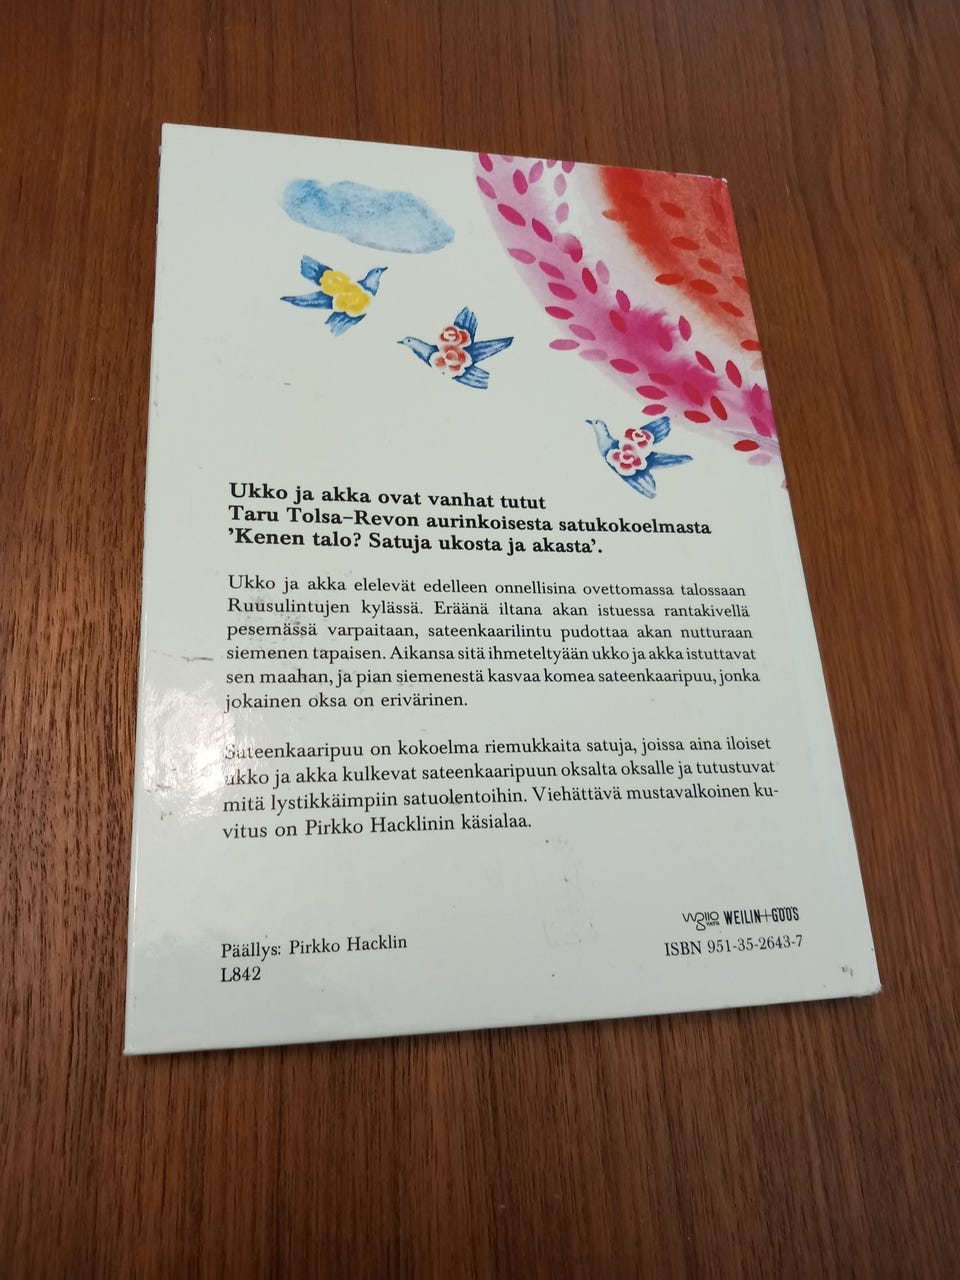 Ukko ja akka ovat vanhat tutut
Taru Tolsa-Revon aurinkoisesta satukokoelmasta
’Kenen talo? Satuja ukosta ja akasta’.
Ukko ja akka elelevät edelleen onnellisina ovettomassa talossaan
Ruusulintujen kylässä. Eräänä iltana akan istuessa rantakivellä
pesemässä varpaitaan, sateenkaarilintu pudottaa akan nutturaan
siemenen tapaisen. Aikansa sitä ihmeteltyään ukko ja akka istuttavat
sen maahan, ja pian siemenestä kasvaa komea sateenkaaripuu, jonka
jokainen oksa on erivärinen.
Sateenkaaripuu on kokoelma riemukkaita satuja, joissa aina iloiset
ukko ja akka kulkevat sateenkaaripuun oksalta oksalle ja tutustuvat
mitä lystikkäimpiin satuolentoihin. Viehättävä mustavalkoinen ku-
vitus on Pirkko Hacklinin käsialaa.
Päällys: Pirkko Hacklin
L842
WEILIN+GÖÖS
ISBN 951-35-2643-7